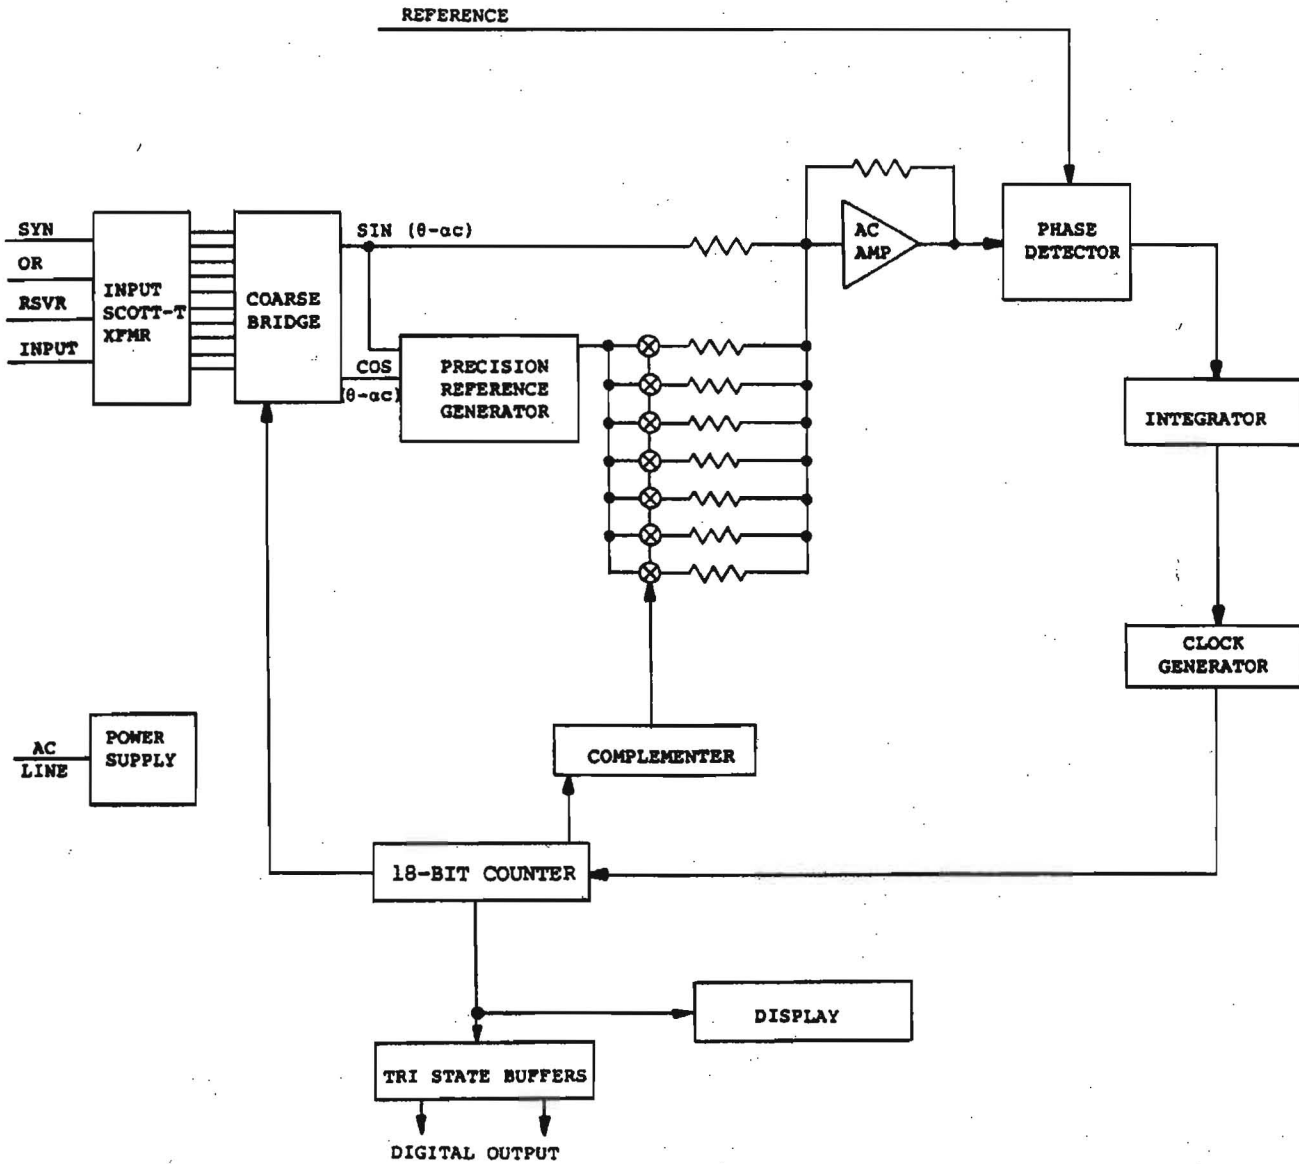 REFERENCE
SYN
OR
RSVR
INPUT
INPUT
SCOTT-T
XFMR
COARSE
BRIDGE
SIN (θ-αc)
COS
(θ-αc)
PRECISION
REFERENCE
GENERATOR
AC
AMP
PHASE
DETECTOR
INTEGRATOR
CLOCK
GENERATOR
AC
LINE
POWER
SUPPLY
COMPLEMENTER
18-BIT COUNTER
DISPLAY
TRI STATE BUFFERS
DIGITAL OUTPUT